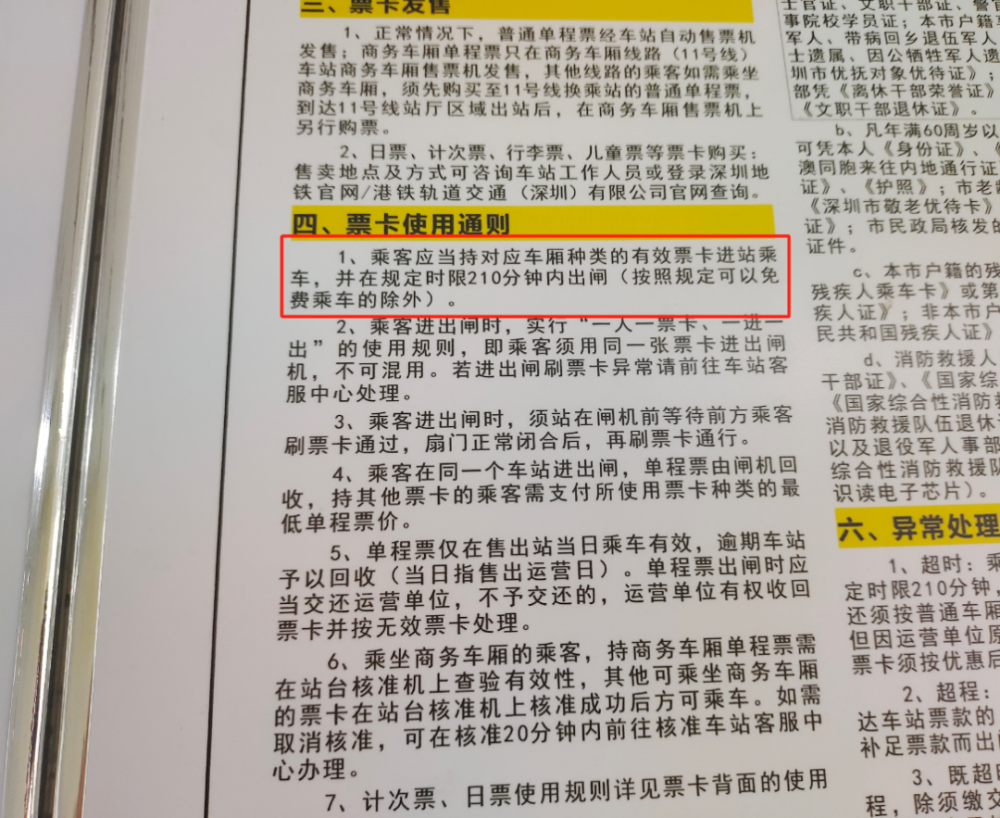 三、票卡发售
1、正常情况下，普通单程票经车站自动售票机
发售；商务车厢单程票只在商务车厢线路（11号线）
车站商务车厢售票机发售，其他线路的乘客如需乘坐
商务车厢，须先购买至11号线换乘站的普通单程票，
到达11号线站厅区域出站后，在商务车厢售票机上
另行购票。
2、日票、计次票、行李票、儿童票等票卡购买：
售卖地点及方式可咨询车站工作人员或登录深圳地
铁官网/港铁轨道交通（深圳）有限公司官网查询。
四、票卡使用通则
1、乘客应当持对应车厢种类的有效票卡进站乘
车，并在规定时限210分钟内出闸（按照规定可以免
费乘车的除外）。
2、乘客进出闸时，实行“一人一票卡、一进一
出”的使用规则，即乘客须用同一张票卡进出闸
机，不可混用。若进出闸刷票卡异常请前往车站客
服中心处理。
3、乘客进出闸时，须站在闸机前等待前方乘客
刷票卡通过，扇门正常闭合后，再刷票卡通行。
4、乘客在同一个车站进出闸，单程票由闸机回
收，持其他票卡的乘客需支付所使用票卡种类的最
低单程票价。
5、单程票仅在售出站当日乘车有效，逾期车站
予以回收（当日指售出运营日）。单程票出闸时应
当交还运营单位，不予交还的，运营单位有权收回
票卡并按无效票卡处理。
6、乘坐商务车厢的乘客，持商务车厢单程票需
在站台核准机上查验有效性，其他可乘坐商务车厢
的票卡在站台核准机上核准成功后方可乘车。如需
取消核准，可在核准20分钟内前往核准车站客服中
心办理。
7、计次票、日票使用规则详见票卡背面的使用
士官证、文职干部证、警官
事院校学员证；本市户籍
军人、带病回乡退伍军人
士遗属、因公牺牲军人遗
圳市优抚对象优待证》；
部凭《离休干部荣誉证》
《文职干部退休证》。
b、凡年满60周岁以
可凭本人《身份证》、
澳同胞来往内地通行证
证》、《护照》；市老龄
《深圳市敬老优待卡》
证》；市民政局核发的
证件。
c、本市户籍的残
残疾人乘车卡》或第
疾人证》；非本市户
民共和国残疾人证》
d、消防救援人
干部证》、《国家综
《国家综合性消防救
消防救援队伍退休
以及退役军人事部
综合性消防救援队
识读电子芯片）。
六、异常处理
1、超时：乘
定时限210分钟，
还须按普通车厢
但因运营单位原
票卡须按优惠后
2、超程：
达车站票款的
补足票款而出闸
3、既超时
程，除须缴交